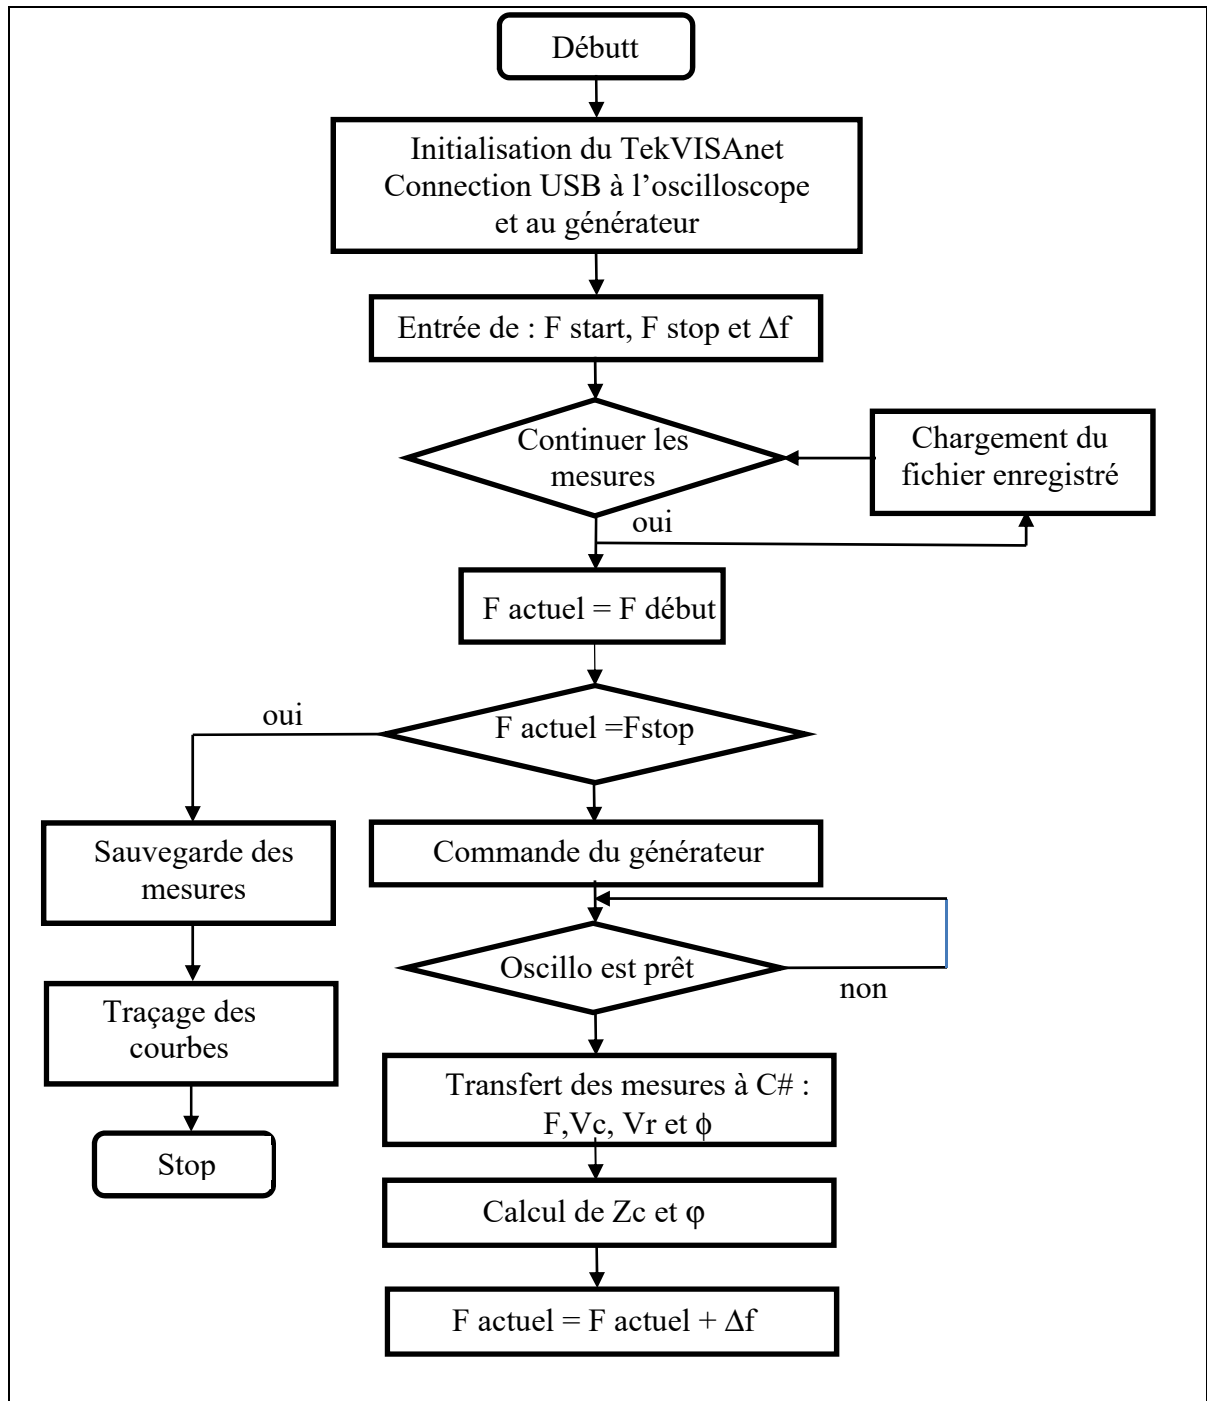 Débutt
Initialisation du TekVISAnet
Connection USB à l’oscilloscope
et au générateur
Entrée de : F start, F stop et Δf
Continuer les
mesures
Chargement du
fichier enregistré
oui
F actuel = F début
oui
F actuel =Fstop
Sauvegarde des
mesures
Commande du générateur
Oscillo est prêt
non
Traçage des
courbes
Transfert des mesures à C# :
F,Vc, Vr et ϕ
Stop
Calcul de Zc et φ
F actuel = F actuel + Δf